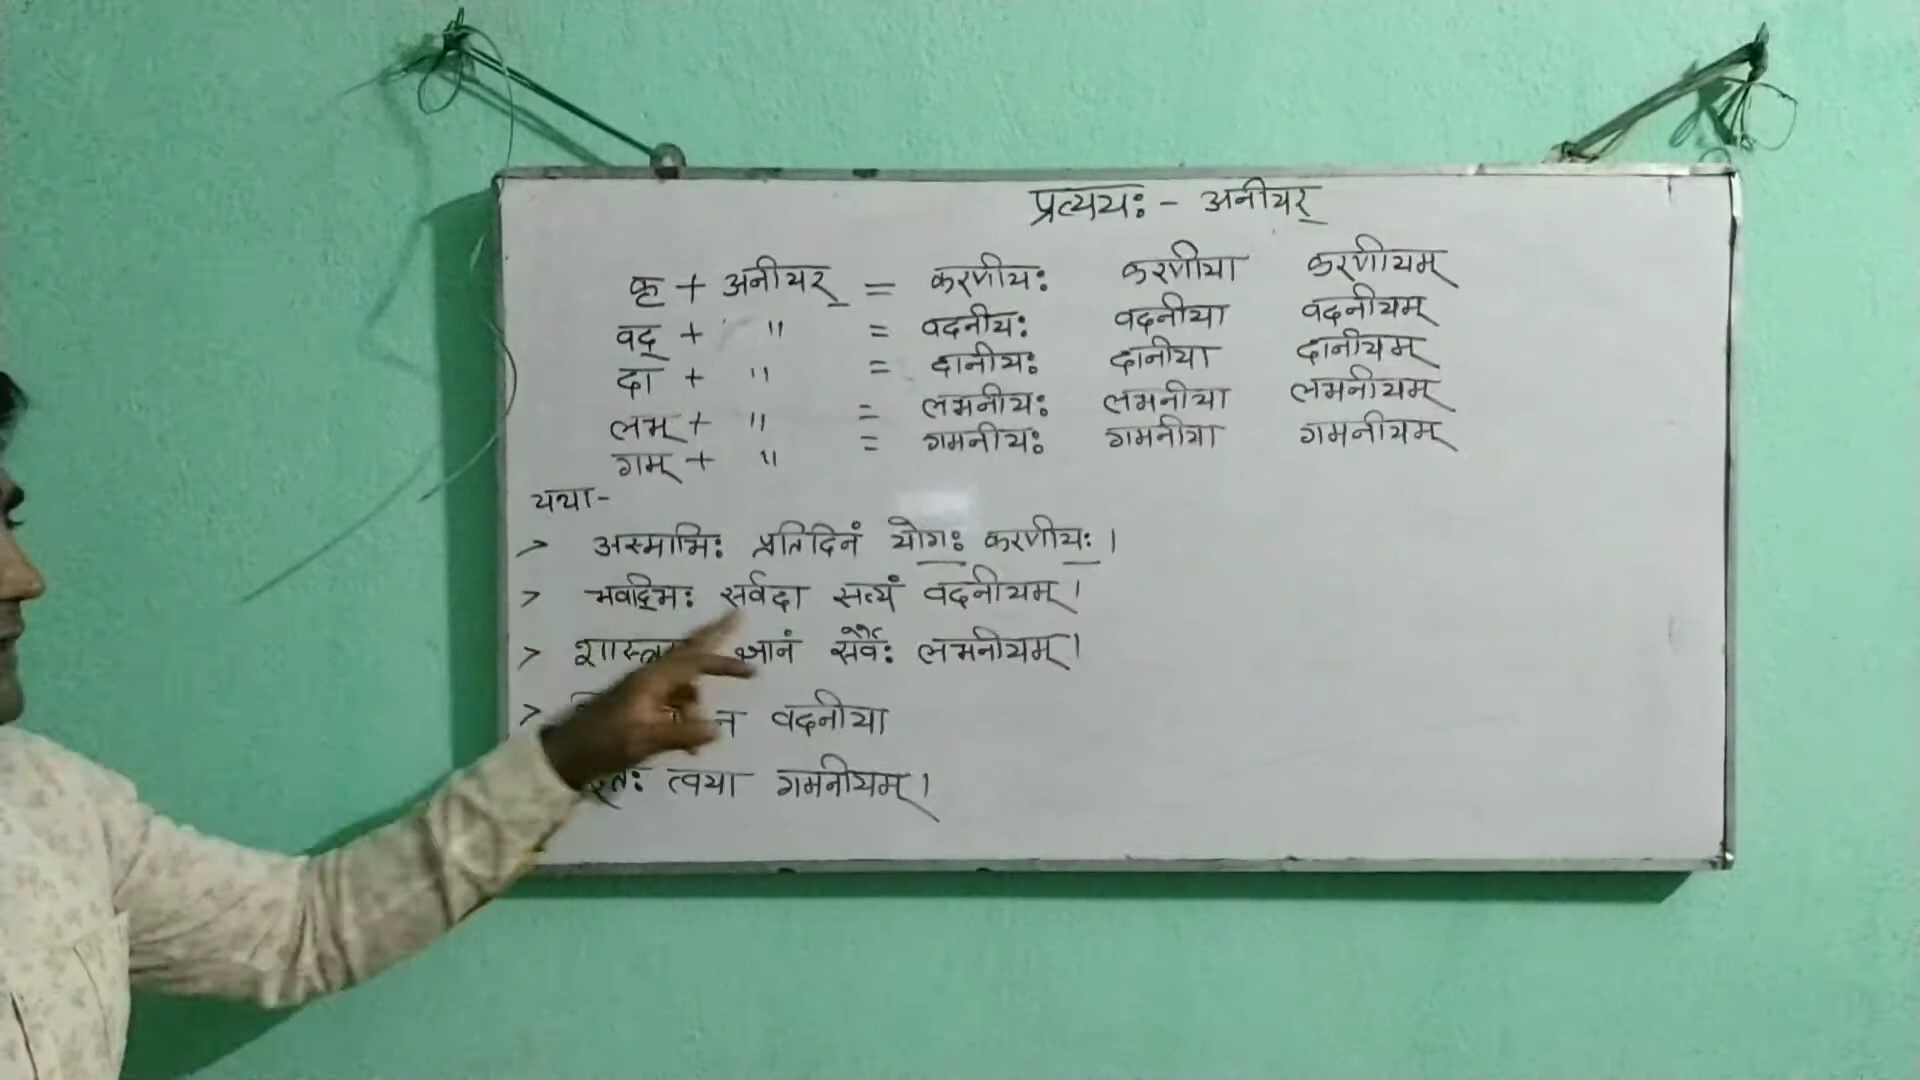 प्रत्ययः - अनीयर्
कृ + अनीयर् = करणीयः करणीया करणीयम्
वद् + " = वदनीयः वदनीया वदनीयम्
दा + " = दानीयः दानीया दानीयम्
लभ् + " = लभनीयः लभनीया लभनीयम्
गम् + " = गमनीयः गमनीया गमनीयम्
यथा-
> अस्माभिः प्रतिदिनं योगः करणीयः।
> भवद्भिः सर्वदा सत्यं वदनीयम्।
> ज्ञानं सर्वैः लभनीयम्।
> न वदनीया
त्वया गमनीयम्।